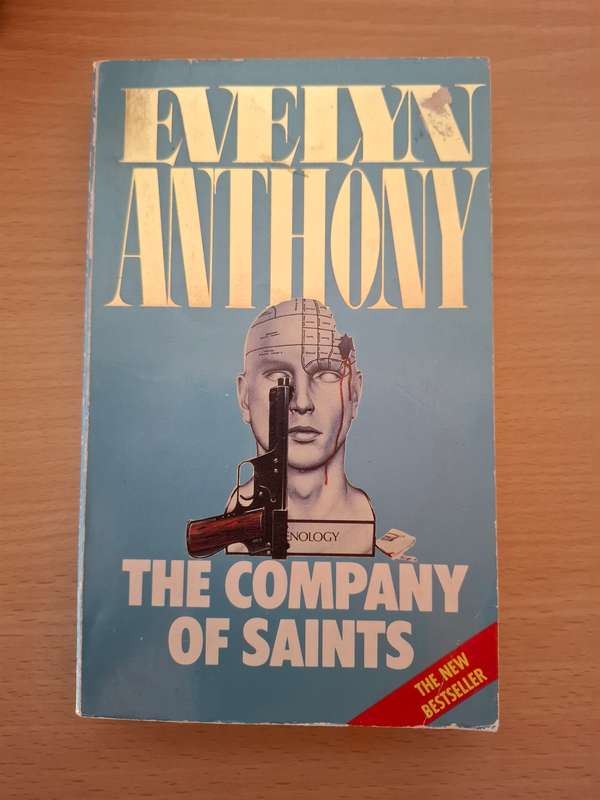 EVELYN
ANTHONY
ENOLOGY
THE COMPANY
OF SAINTS
THE NEW
BESTSELLER